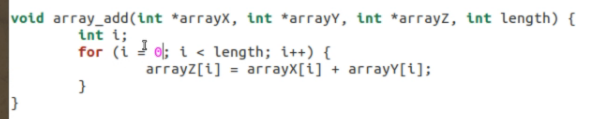 void array_add(int *arrayX, int *arrayY, int *arrayZ, int length) {
        int i;
        for (i = 0; i < length; i++) {
                arrayZ[i] = arrayX[i] + arrayY[i];
        }
}